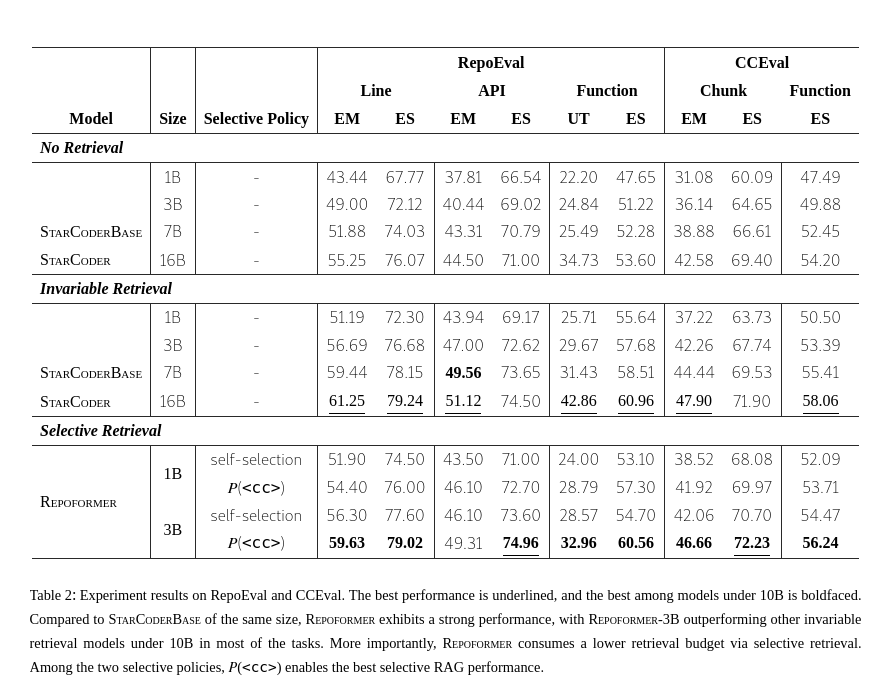 RepoEval CCEval
Line API Function Chunk Function
Model Size Selective Policy EM ES EM ES UT ES EM ES ES
No Retrieval
1B - 43.44 67.77 37.81 66.54 22.20 47.65 31.08 60.09 47.49
3B - 49.00 72.12 40.44 69.02 24.84 51.22 36.14 64.65 49.88
STARCODERBASE 7B - 51.88 74.03 43.31 70.79 25.49 52.28 38.88 66.61 52.45
STARCODER 16B - 55.25 76.07 44.50 71.00 34.73 53.60 42.58 69.40 54.20
Invariable Retrieval
1B - 51.19 72.30 43.94 69.17 25.71 55.64 37.22 63.73 50.50
3B - 56.69 76.68 47.00 72.62 29.67 57.68 42.26 67.74 53.39
STARCODERBASE 7B - 59.44 78.15 49.56 73.65 31.43 58.51 44.44 69.53 55.41
STARCODER 16B - 61.25 79.24 51.12 74.50 42.86 60.96 47.90 71.90 58.06
Selective Retrieval
REPOFORMER
1B
self-selection 51.90 74.50 43.50 71.00 24.00 53.10 38.52 68.08 52.09
P(<cc>) 54.40 76.00 46.10 72.70 28.79 57.30 41.92 69.97 53.71
3B
self-selection 56.30 77.60 46.10 73.60 28.57 54.70 42.06 70.70 54.47
P(<cc>) 59.63 79.02 49.31 74.96 32.96 60.56 46.66 72.23 56.24
Table 2: Experiment results on RepoEval and CCEval. The best performance is underlined, and the best among models under 10B is boldfaced.
Compared to STARCODERBASE of the same size, REPOFORMER exhibits a strong performance, with REPOFORMER-3B outperforming other invariable
retrieval models under 10B in most of the tasks. More importantly, REPOFORMER consumes a lower retrieval budget via selective retrieval.
Among the two selective policies, P(<cc>) enables the best selective RAG performance.